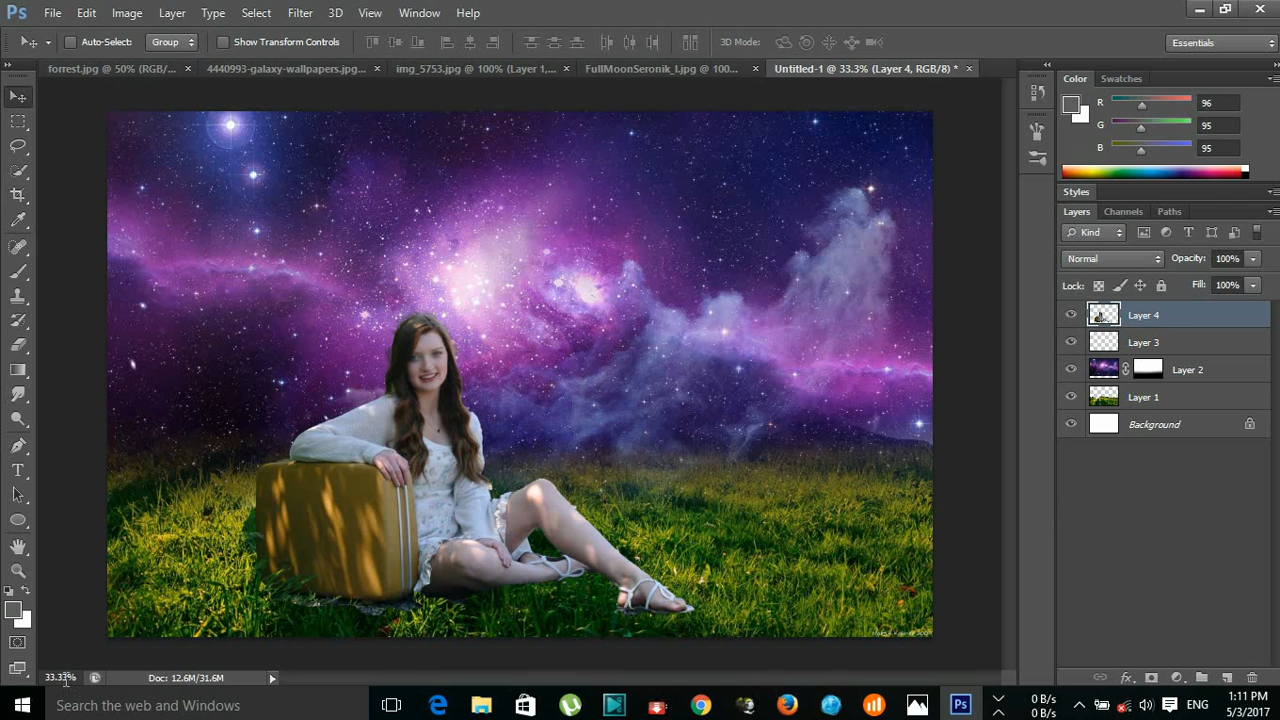 Ps File Edit Image Layer Type Select Filter 3D View Window Help
Auto-Select: Group Show Transform Controls 3D Mode: Essentials
forrest.jpg @ 50% (RGB/... × 4440993-galaxy-wallpapers.jpg... × img_5753.jpg @ 100% (Layer 1,... × FullMoonSeronik_l.jpg @ 100... × Untitled-1 @ 33.3% (Layer 4, RGB/8) * ×
Color Swatches
R 96
G 95
B 95
Styles
Layers Channels Paths
Kind
Normal Opacity: 100%
Lock: Fill: 100%
Layer 4
Layer 3
Layer 2
Layer 1
Background
33.33% Doc: 12.6M/31.6M
Search the web and Windows
0 B/s
0 B/s
ENG
1:11 PM
5/3/2017